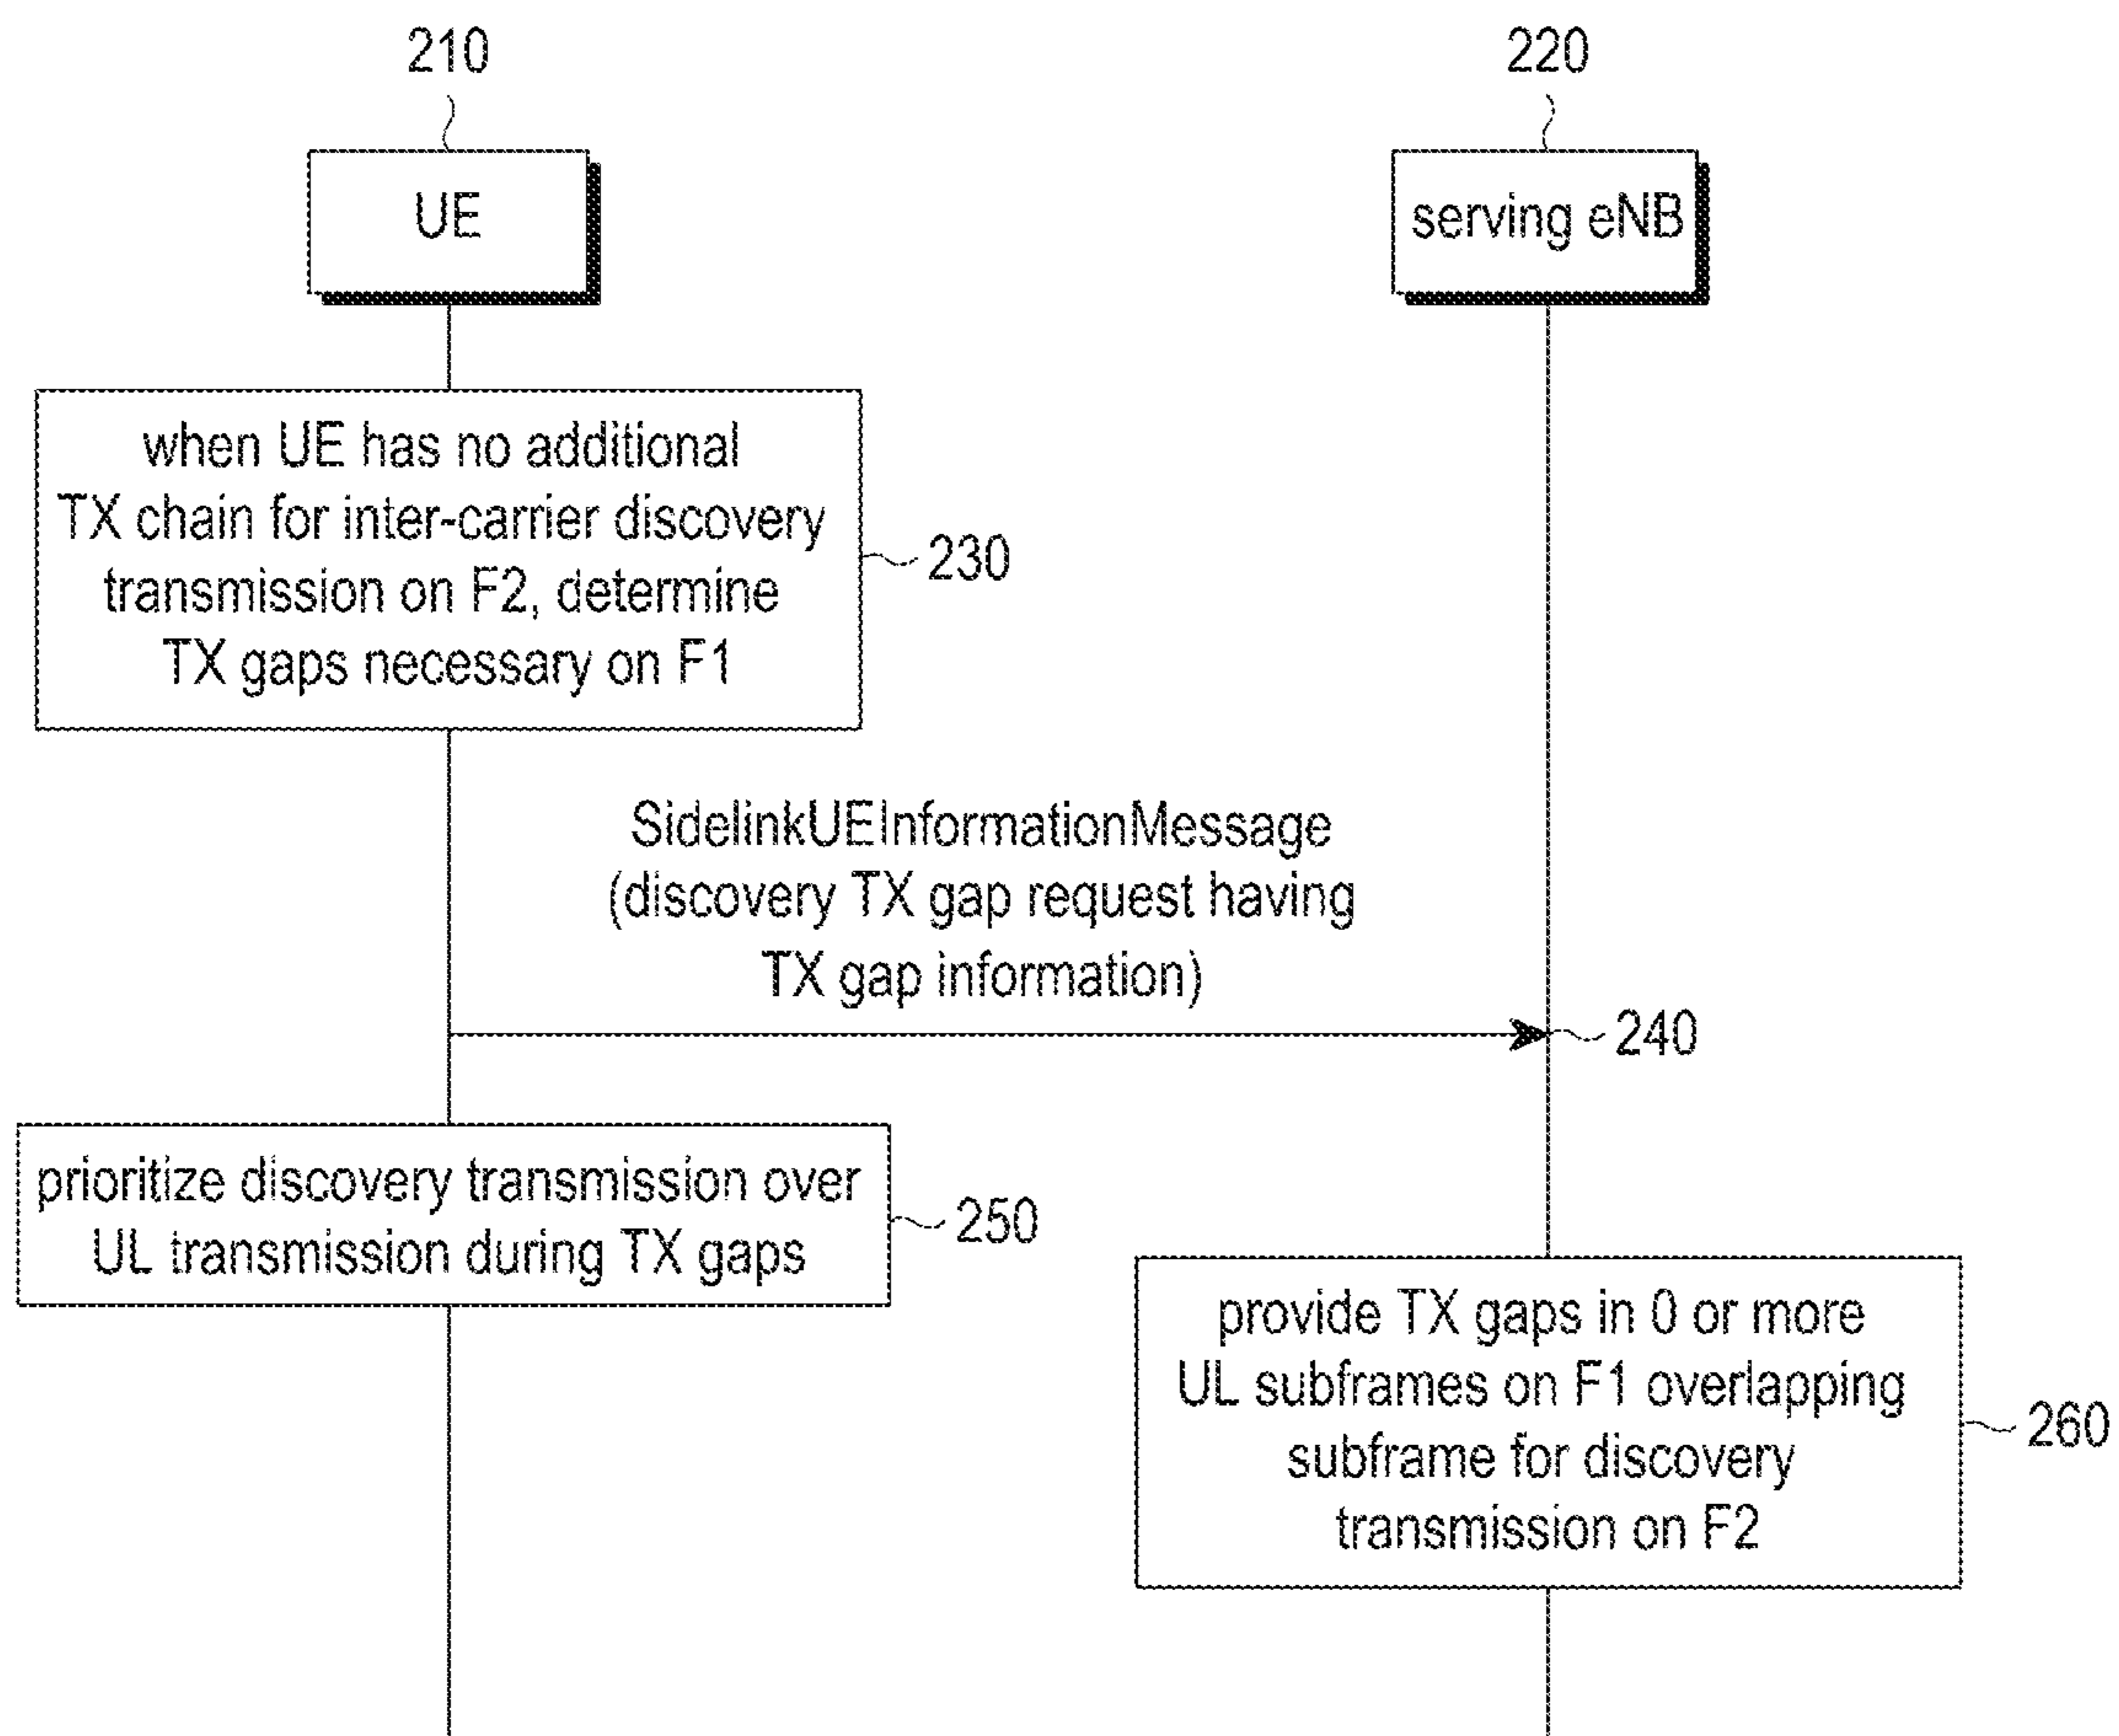 210
220
UE
serving eNB
when UE has no additional
TX chain for inter-carrier discovery
transmission on F2, determine
TX gaps necessary on F1
230
SidelinkUEInformationMessage
(discovery TX gap request having
TX gap information)
240
prioritize discovery transmission over
UL transmission during TX gaps
250
provide TX gaps in 0 or more
UL subframes on F1 overlapping
subframe for discovery
transmission on F2
260